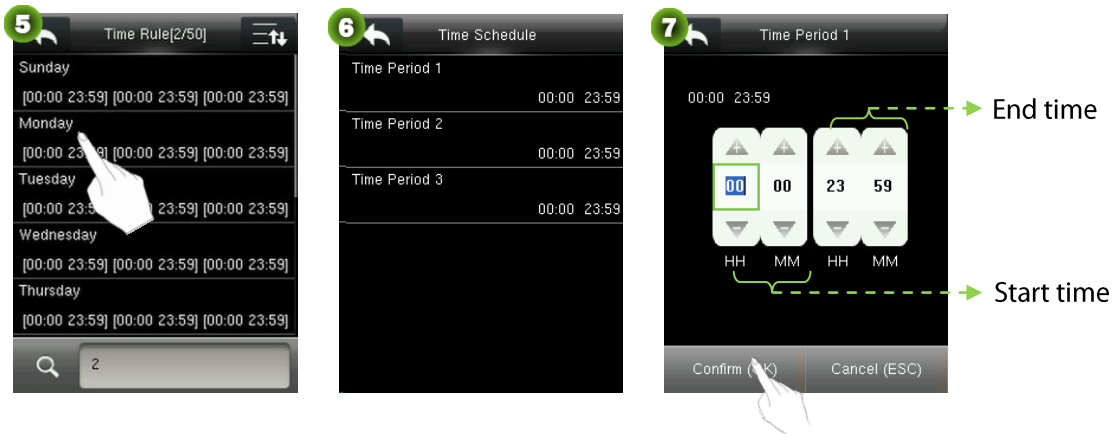 5
Time Rule[2/50]
Sunday
[00:00 23:59] [00:00 23:59] [00:00 23:59]
Monday
[00:00 23:59] [00:00 23:59] [00:00 23:59]
Tuesday
[00:00 23:5 23:59] [00:00 23:59]
Wednesday
[00:00 23:59] [00:00 23:59] [00:00 23:59]
Thursday
[00:00 23:59] [00:00 23:59] [00:00 23:59]
2
6
Time Schedule
Time Period 1
00:00 23:59
Time Period 2
00:00 23:59
Time Period 3
00:00 23:59
7
Time Period 1
00:00 23:59
End time
00 00 23 59
HH MM HH MM
Start time
Confirm (OK) Cancel (ESC)